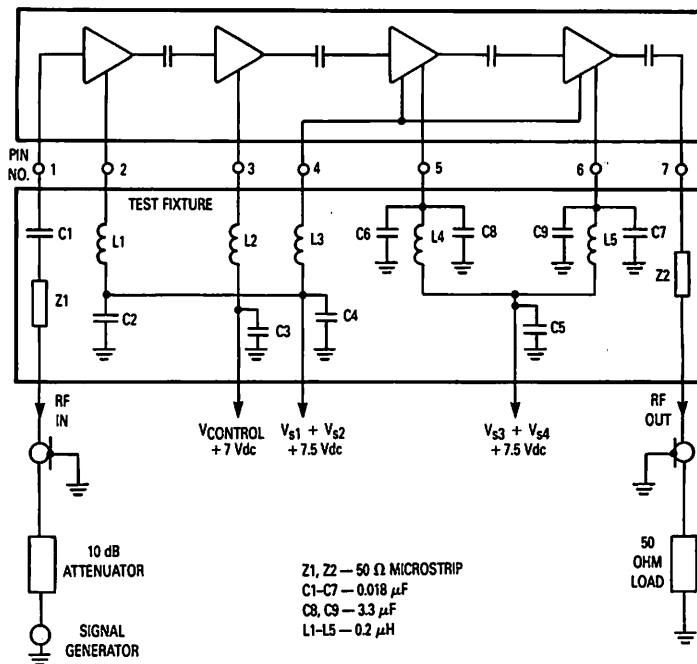 PIN
NO. 1 2 3 4 5 6 7
TEST FIXTURE
C1 L1 L2 L3 C6 L4 C8 C9 L5 C7
Z1 Z2
C2 C3 C4 C5
RF
IN
VCONTROL
+ 7 Vdc
Vs1 + Vs2
+ 7.5 Vdc
Vs3 + Vs4
+ 7.5 Vdc
RF
OUT
10 dB
ATTENUATOR
SIGNAL
GENERATOR
Z1, Z2 — 50 Ω MICROSTRIP
C1–C7 — 0.018 μF
C8, C9 — 3.3 μF
L1–L5 — 0.2 μH
50
OHM
LOAD